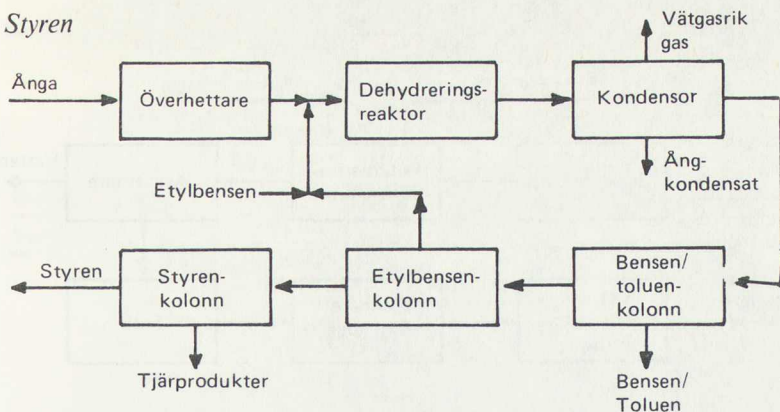 Styren
Ånga
Överhettare
Dehydrerings-
reaktor
Kondensor
Vätgasrik
gas
Ång-
kondensat
Etylbensen
Styren
Styren-
kolonn
Etylbensen-
kolonn
Bensen/
toluen-
kolonn
Tjärprodukter
Bensen/
Toluen